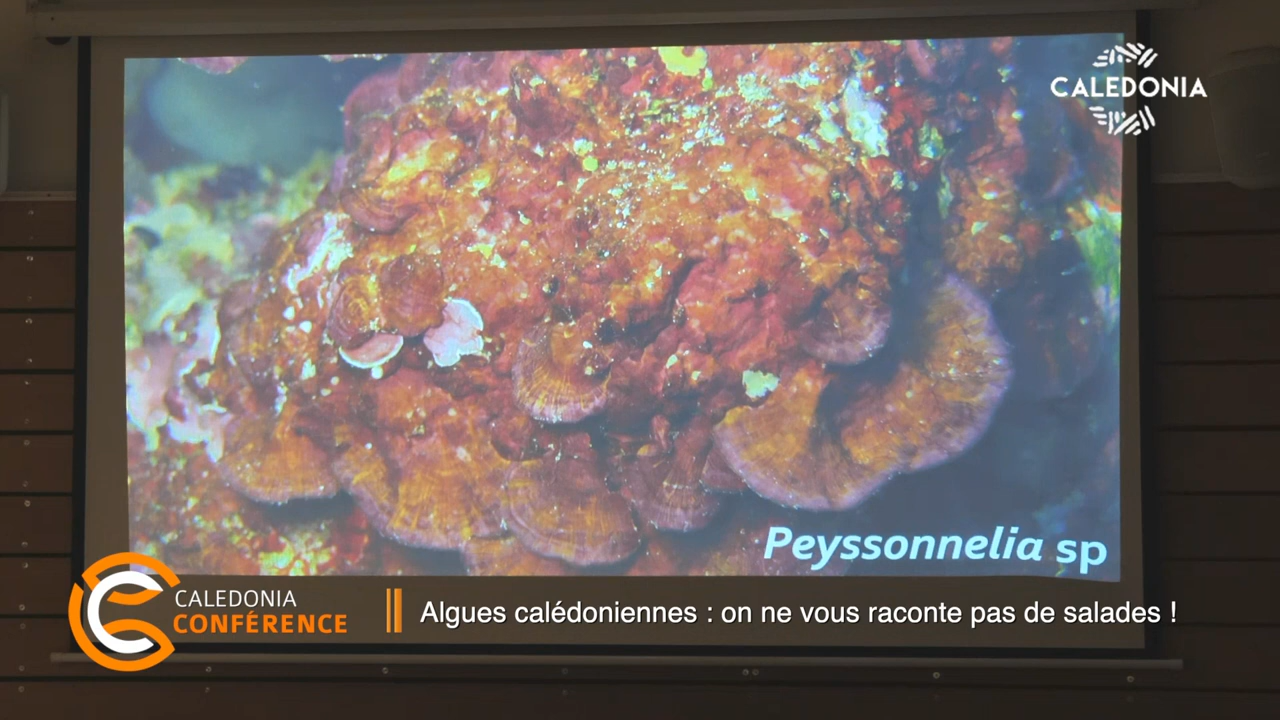 CALEDONIA
Peyssonnelia sp
CALEDONIA
CONFÉRENCE
Algues calédoniennes : on ne vous raconte pas de salades !